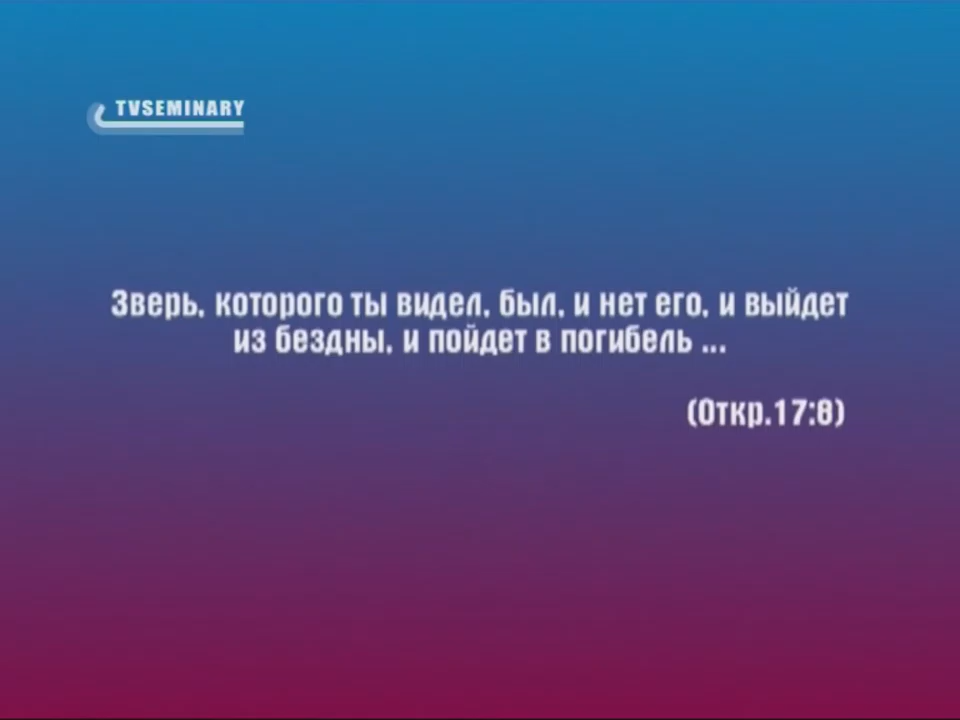 TVSEMINARY
Зверь, которого ты видел, был, и нет его, и выйдет
из бездны, и пойдет в погибель ...
(Откр.17:8)